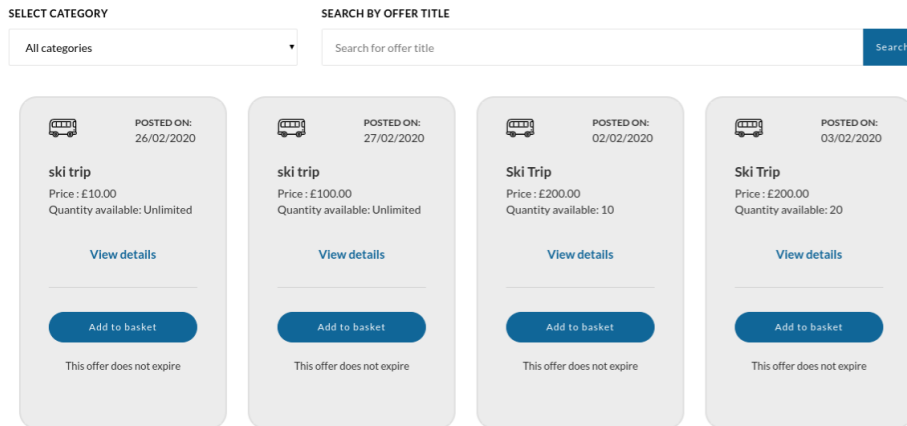 SELECT CATEGORY
SEARCH BY OFFER TITLE
All categories
Search for offer title
Search
POSTED ON:
26/02/2020
ski trip
Price : £10.00
Quantity available: Unlimited
View details
Add to basket
This offer does not expire
POSTED ON:
27/02/2020
ski trip
Price : £100.00
Quantity available: Unlimited
View details
Add to basket
This offer does not expire
POSTED ON:
02/02/2020
Ski Trip
Price : £200.00
Quantity available: 10
View details
Add to basket
This offer does not expire
POSTED ON:
03/02/2020
Ski Trip
Price : £200.00
Quantity available: 20
View details
Add to basket
This offer does not expire